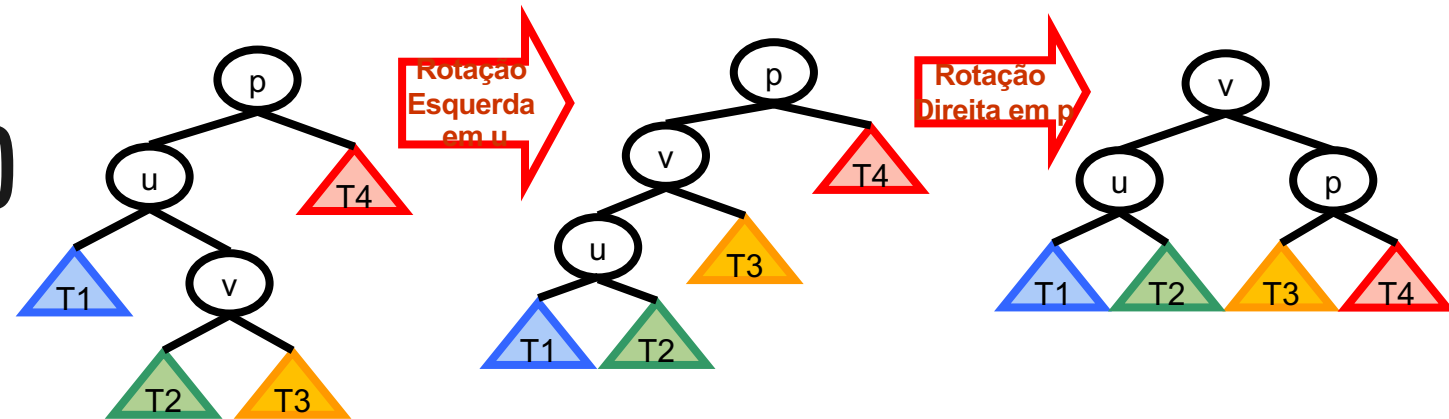 p
u
T4
T1
v
T2
T3
Rotação
Esquerda
em u
p
v
T4
u
T3
T1
T2
Rotação
Direita em p
v
u
p
T1
T2
T3
T4